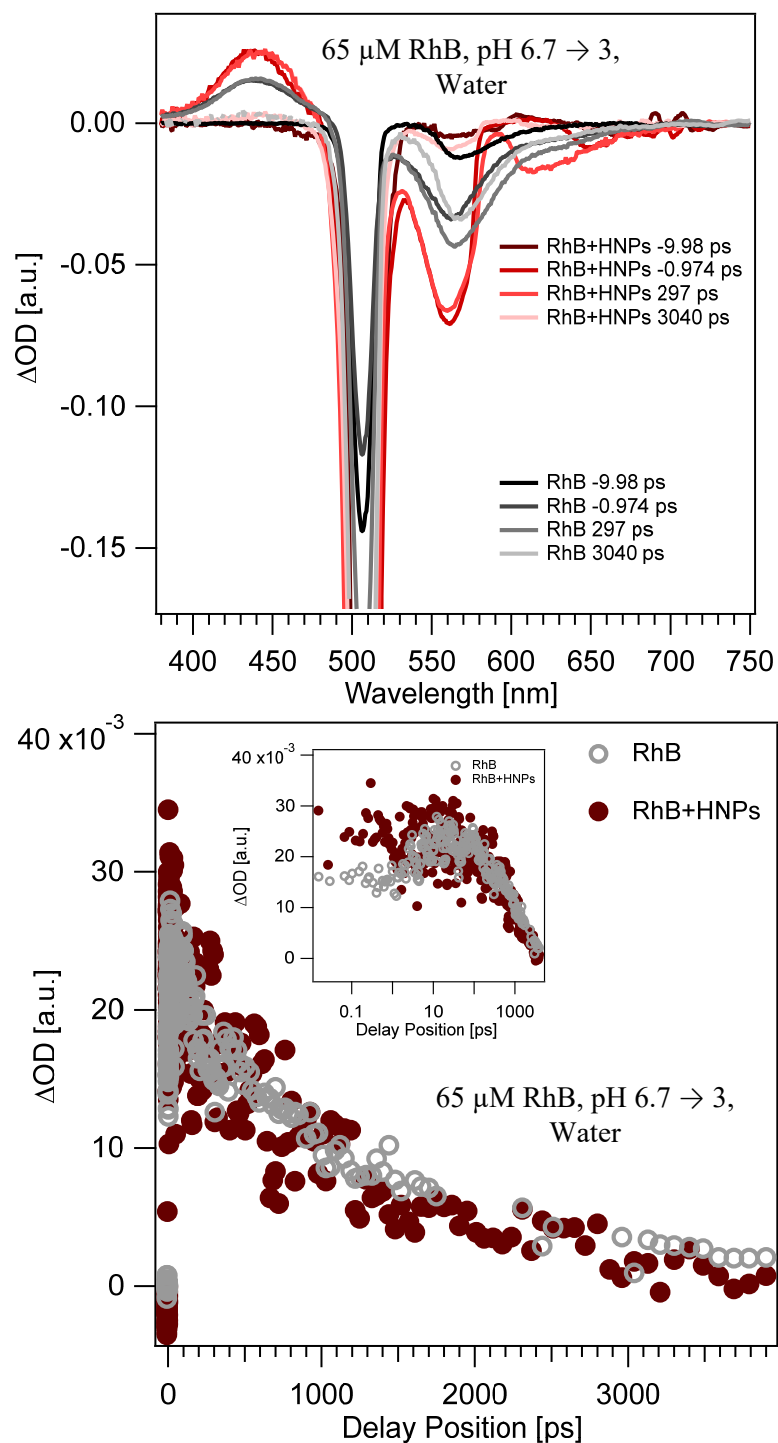 65 μM RhB, pH 6.7 → 3,
Water
0.00
-0.05
-0.10
-0.15
ΔOD [a.u.]
RhB+HNPs -9.98 ps
RhB+HNPs -0.974 ps
RhB+HNPs 297 ps
RhB+HNPs 3040 ps
RhB -9.98 ps
RhB -0.974 ps
RhB 297 ps
RhB 3040 ps
400 450 500 550 600 650 700 750
Wavelength [nm]
40 x10-3
30
20
10
0
ΔOD [a.u.]
RhB
RhB+HNPs
40 x10-3
30
20
10
0
ΔOD [a.u.]
RhB
RhB+HNPs
0.1 10 1000
Delay Position [ps]
65 μM RhB, pH 6.7 → 3,
Water
0 1000 2000 3000
Delay Position [ps]